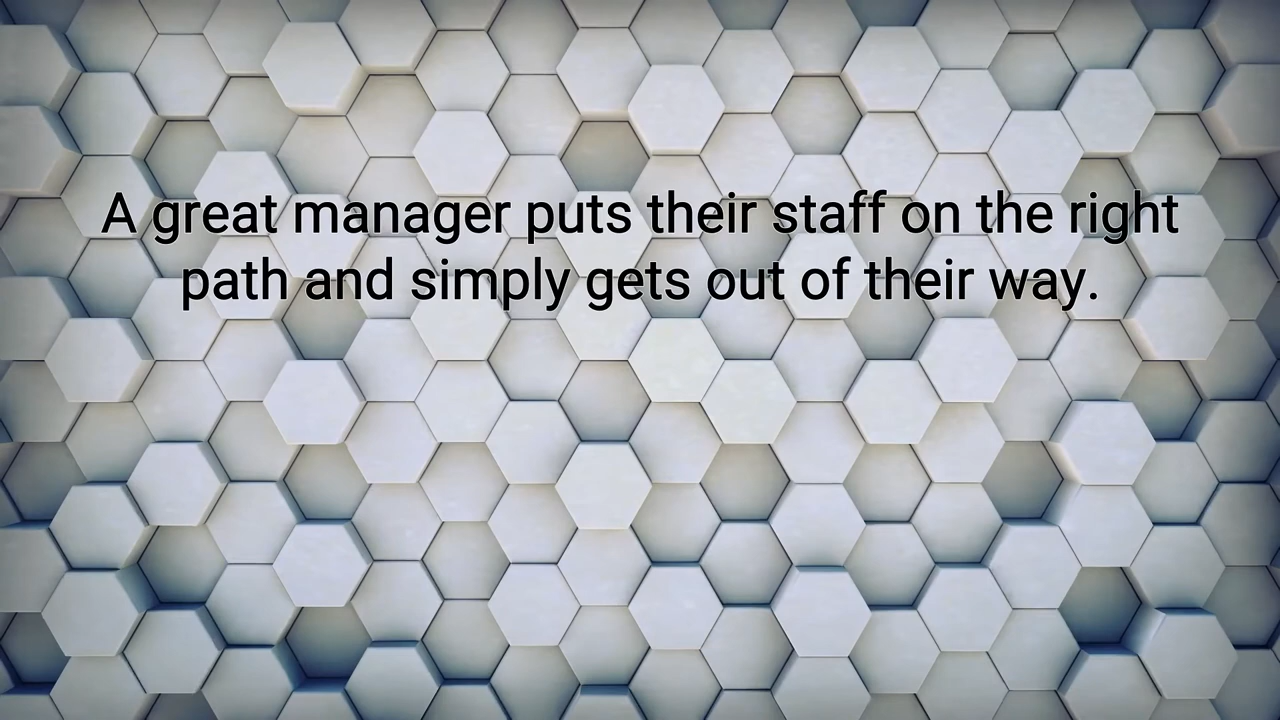 A great manager puts their staff on the right
path and simply gets out of their way.